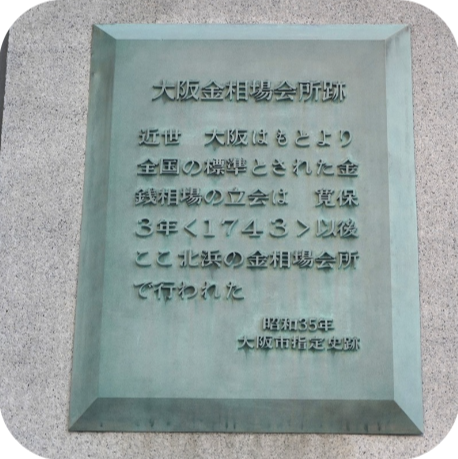 大阪金相場会所跡
近世　大阪はもとより
全国の標準とされた金
銭相場の立会は　寛保
3年<1743>以後
ここ北浜の金相場会所
で行われた
昭和35年
大阪市指定史跡